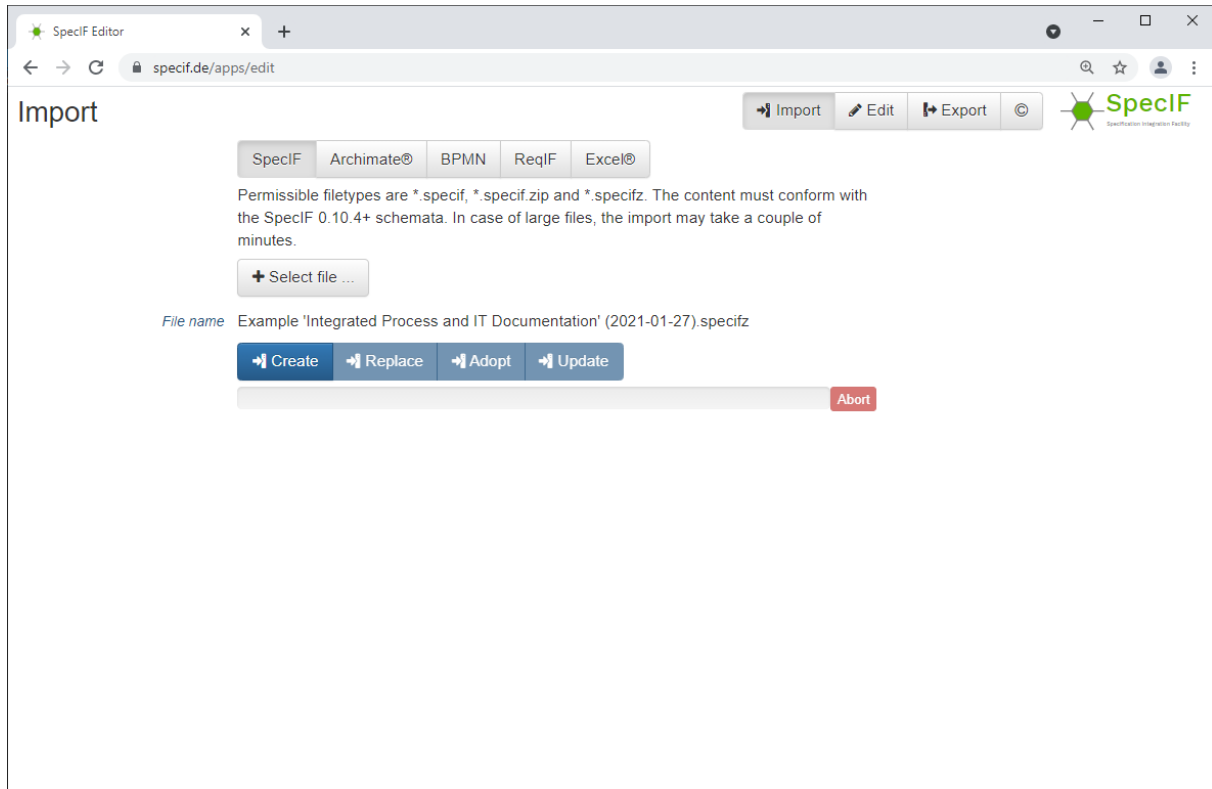 SpecIF Editor
specif.de/apps/edit
Import
Import Edit Export ©
SpecIF
Specification Integration Facility
SpecIF Archimate® BPMN ReqIF Excel®
Permissible filetypes are *.specif, *.specif.zip and *.specifz. The content must conform with
the SpecIF 0.10.4+ schemata. In case of large files, the import may take a couple of
minutes.
Select file ...
File name Example 'Integrated Process and IT Documentation' (2021-01-27).specifz
Create Replace Adopt Update
Abort